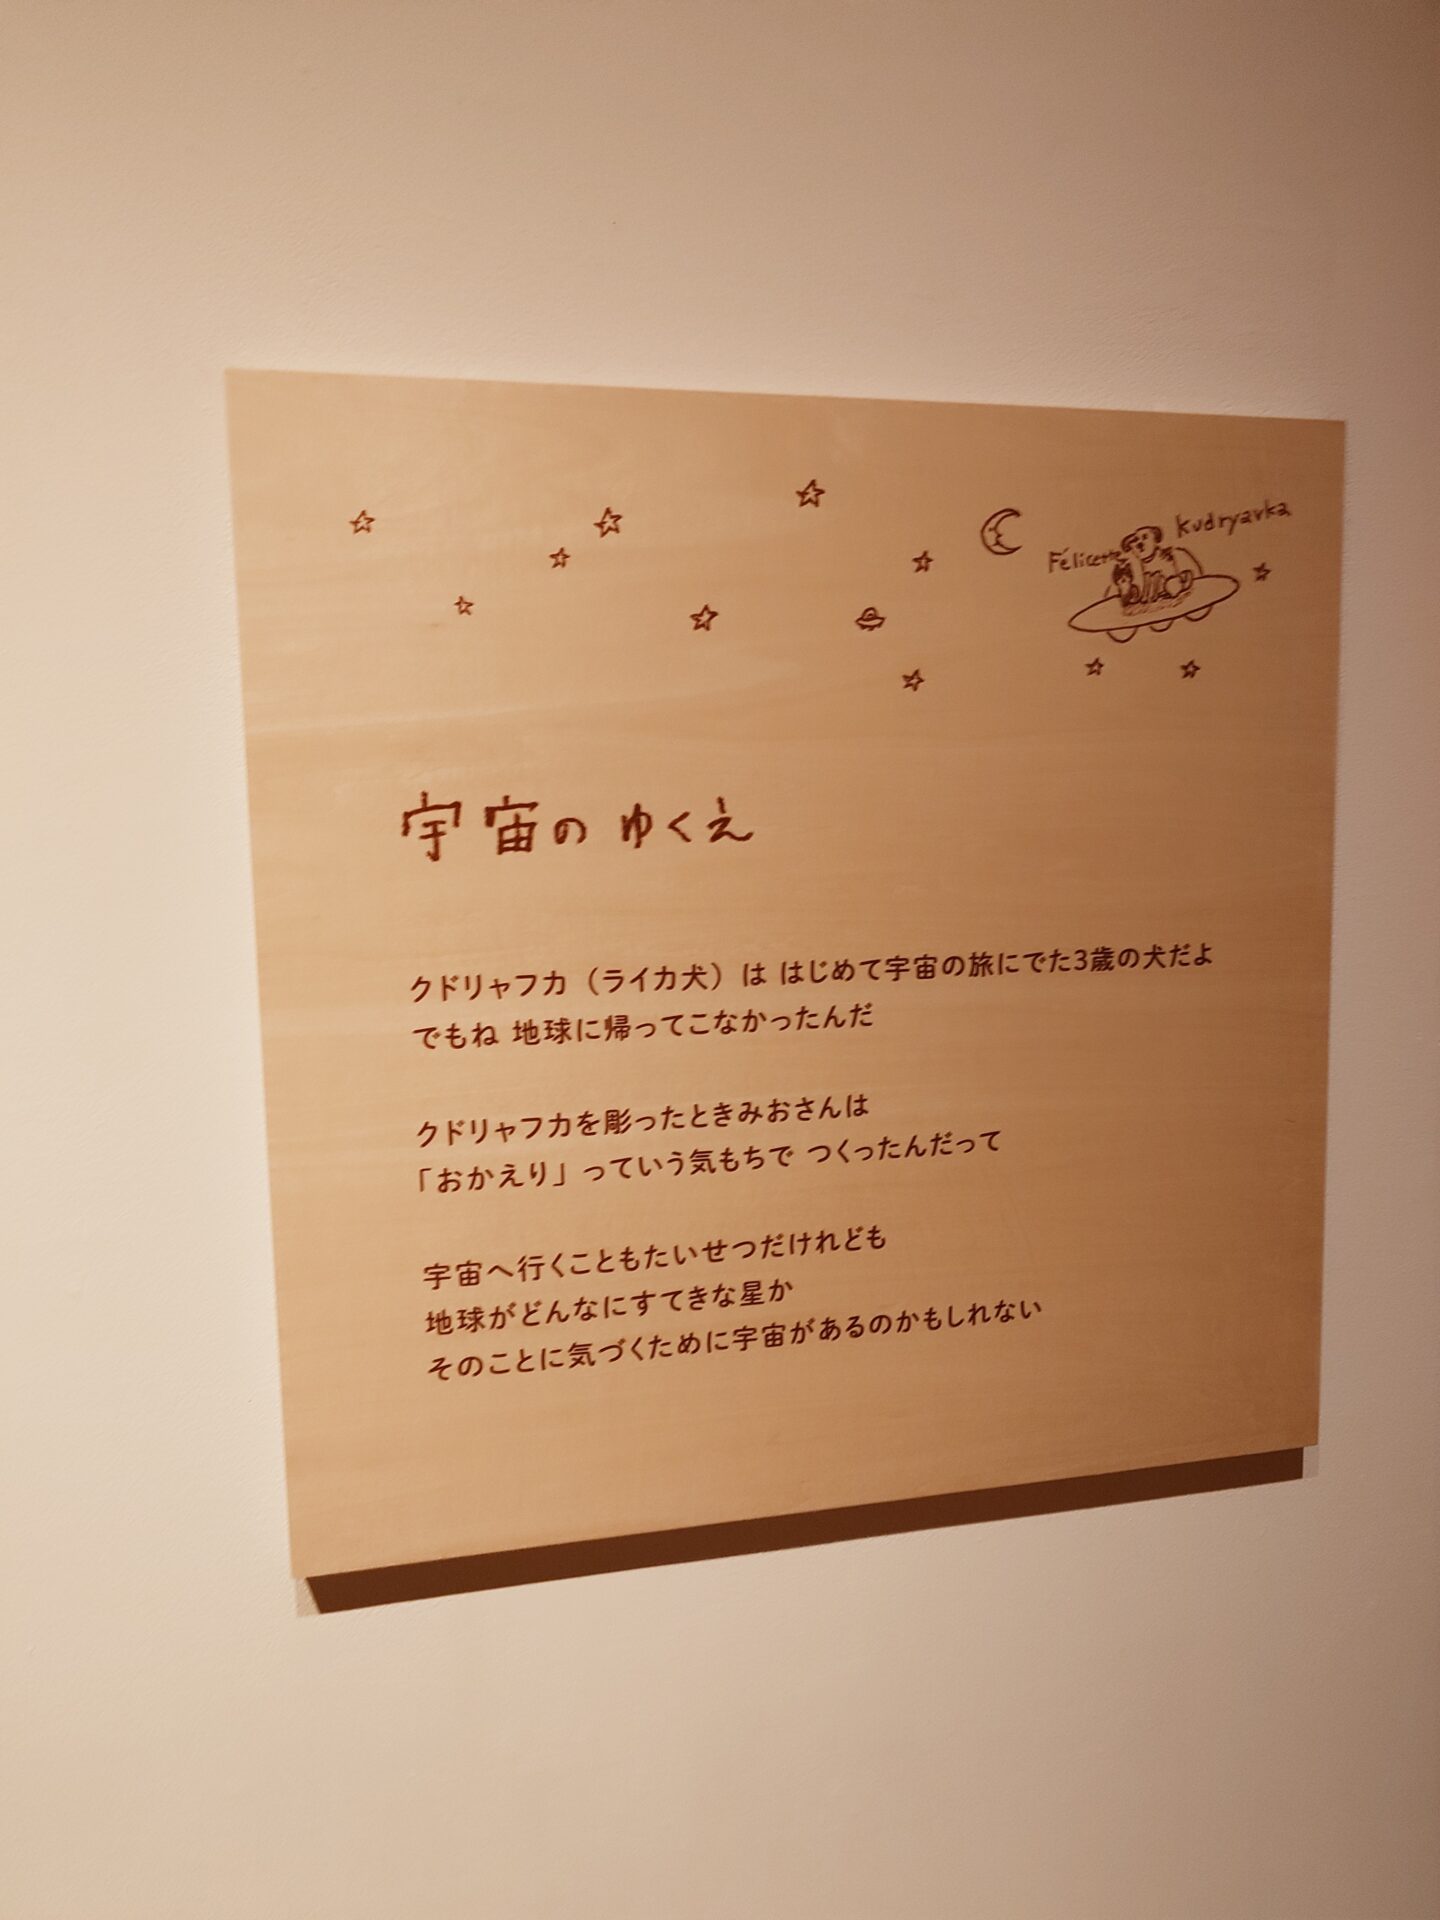 Kudryavka
Félicette
宇宙のゆくえ
クドリャフカ（ライカ犬）は はじめて宇宙の旅にでた3歳の犬だよ
でもね 地球に帰ってこなかったんだ
クドリャフカを彫ったときみおさんは
「おかえり」っていう気もちで つくったんだって
宇宙へ行くこともたいせつだけれども
地球がどんなにすてきな星か
そのことに気づくために宇宙があるのかもしれない